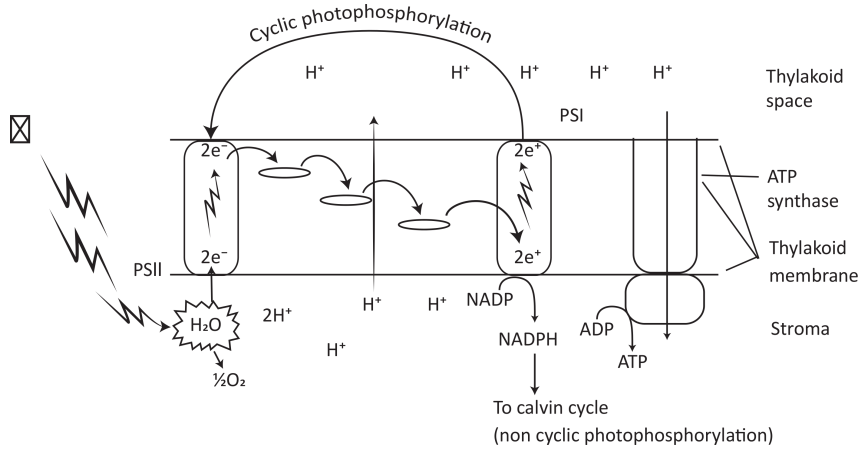 Cyclic photophosphorylation
H⁺ H⁺ H⁺ H⁺ H⁺
Thylakoid
space
PSI
2e⁻ 2e⁺
ATP
synthase
2e⁻ 2e⁺
PSII
Thylakoid
membrane
NADP
H⁺ H⁺
2H⁺
H₂O
ADP
Stroma
NADPH
H⁺
ATP
½O₂
To calvin cycle
(non cyclic photophosphorylation)